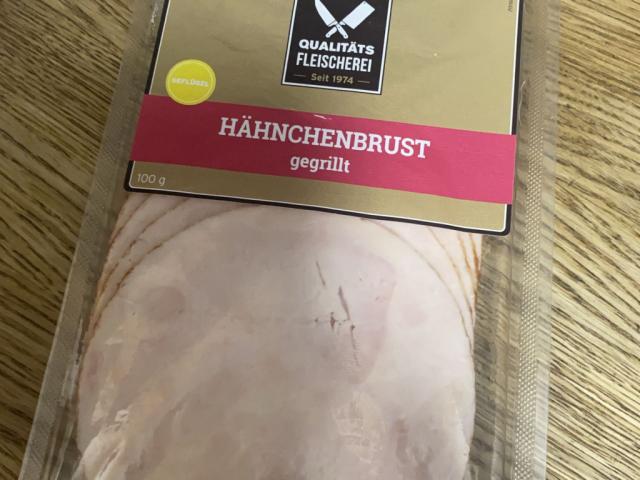 QUALITÄTS
FLEISCHEREI
Seit 1974
GEFLÜGEL
HÄHNCHENBRUST
gegrillt
100 g